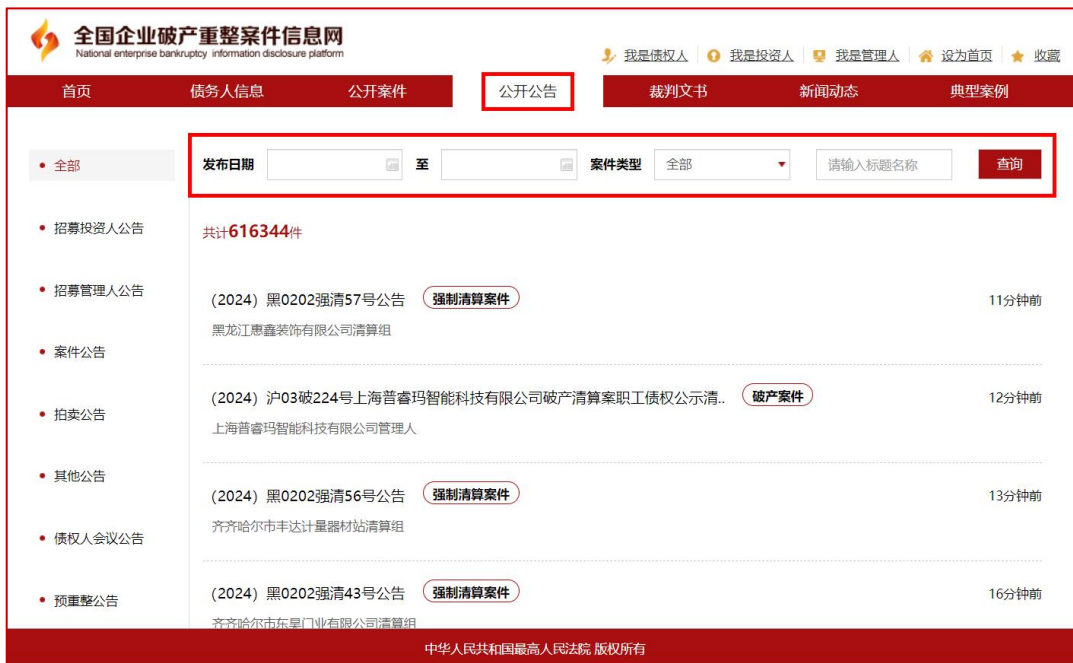 全国企业破产重整案件信息网
National enterprise bankruptcy information disclosure platform
我是债权人 我是投资人 我是管理人 设为首页 收藏
首页 债务人信息 公开案件 公开公告 裁判文书 新闻动态 典型案例
全部
招募投资人公告
招募管理人公告
案件公告
拍卖公告
其他公告
债权人会议公告
预重整公告
发布日期 至 案件类型 全部 请输入标题名称 查询
共计616344件
(2024) 黑0202强清57号公告 强制清算案件 11分钟前
黑龙江惠鑫装饰有限公司清算组
(2024) 沪03破224号上海普睿玛智能科技有限公司破产清算案职工债权公示清.. 破产案件 12分钟前
上海普睿玛智能科技有限公司管理人
(2024) 黑0202强清56号公告 强制清算案件 13分钟前
齐齐哈尔市丰达计量器材站清算组
(2024) 黑0202强清43号公告 强制清算案件 16分钟前
齐齐哈尔市东昊门业有限公司清算组
中华人民共和国最高人民法院 版权所有